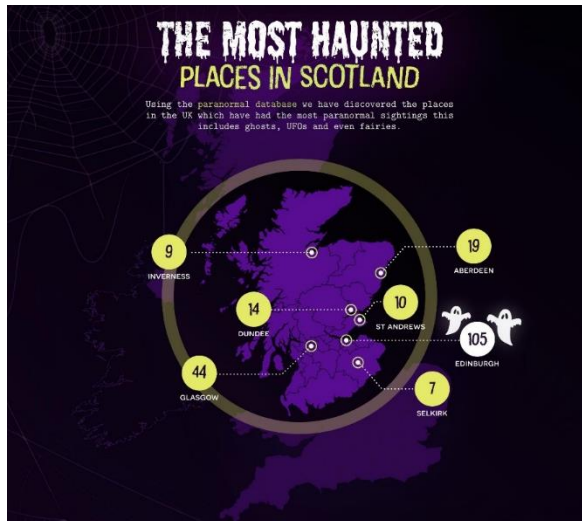 THE MOST HAUNTED
PLACES IN SCOTLAND
Using the paranormal database we have discovered the places
in the UK which have had the most paranormal sightings this
includes ghosts, UFOs and even fairies.
9
INVERNESS
19
ABERDEEN
14
DUNDEE
10
ST ANDREWS
105
EDINBURGH
44
GLASGOW
7
SELKIRK